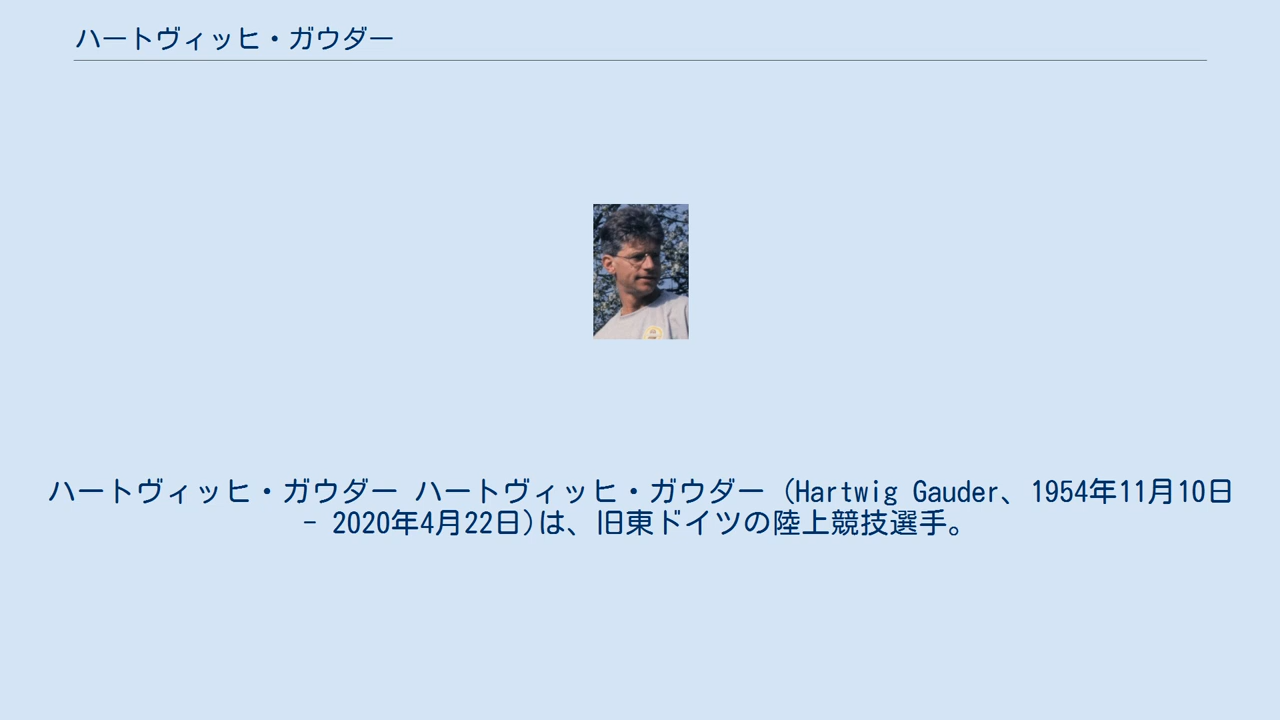 ハートヴィッヒ・ガウダー
ハートヴィッヒ・ガウダー ハートヴィッヒ・ガウダー (Hartwig Gauder、1954年11月10日
- 2020年4月22日)は、旧東ドイツの陸上競技選手。